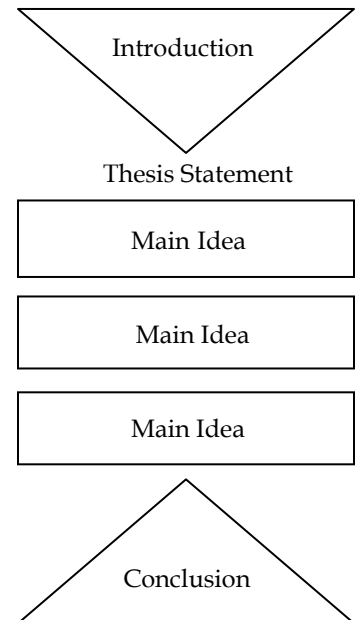 Introduction
Thesis Statement
Main Idea
Main Idea
Main Idea
Conclusion